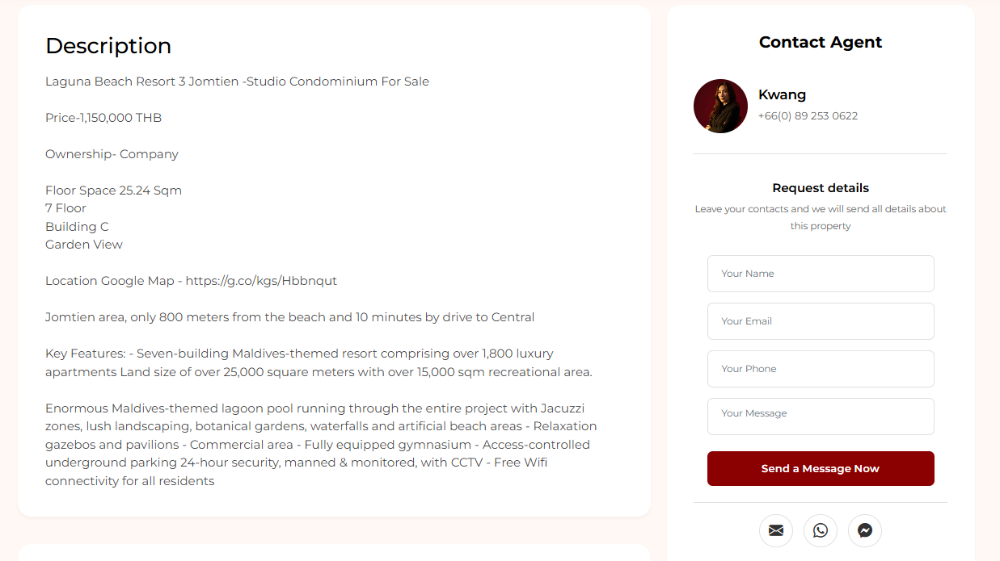 Description
Laguna Beach Resort 3 Jomtien -Studio Condominium For Sale
Price-1,150,000 THB
Ownership- Company
Floor Space 25.24 Sqm
7 Floor
Building C
Garden View
Location Google Map - https://g.co/kgs/Hbbnqut
Jomtien area, only 800 meters from the beach and 10 minutes by drive to Central
Key Features: - Seven-building Maldives-themed resort comprising over 1,800 luxury
apartments Land size of over 25,000 square meters with over 15,000 sqm recreational area.
Enormous Maldives-themed lagoon pool running through the entire project with Jacuzzi
zones, lush landscaping, botanical gardens, waterfalls and artificial beach areas - Relaxation
gazebos and pavilions - Commercial area - Fully equipped gymnasium - Access-controlled
underground parking 24-hour security, manned & monitored, with CCTV - Free Wifi
connectivity for all residents
Contact Agent
Kwang
+66(0) 89 253 0622
Request details
Leave your contacts and we will send all details about
this property
Your Name
Your Email
Your Phone
Your Message
Send a Message Now